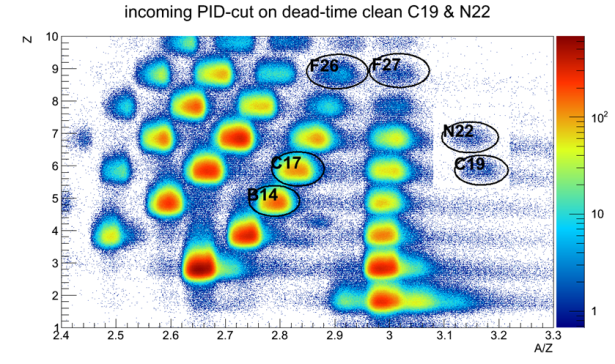 incoming PID-cut on dead-time clean C19 & N22
Z
10
9
8
7
6
5
4
3
2
1
F26
F27
N22
C19
C17
B14
2.4 2.5 2.6 2.7 2.8 2.9 3 3.1 3.2 3.3
A/Z
10²
10
1